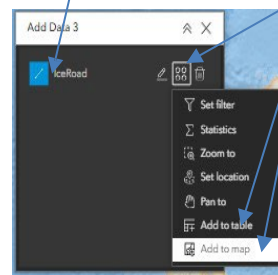 Add Data 3
IceRoad
Set filter
Statistics
Zoom to
Set location
Pan to
Add to table
Add to map